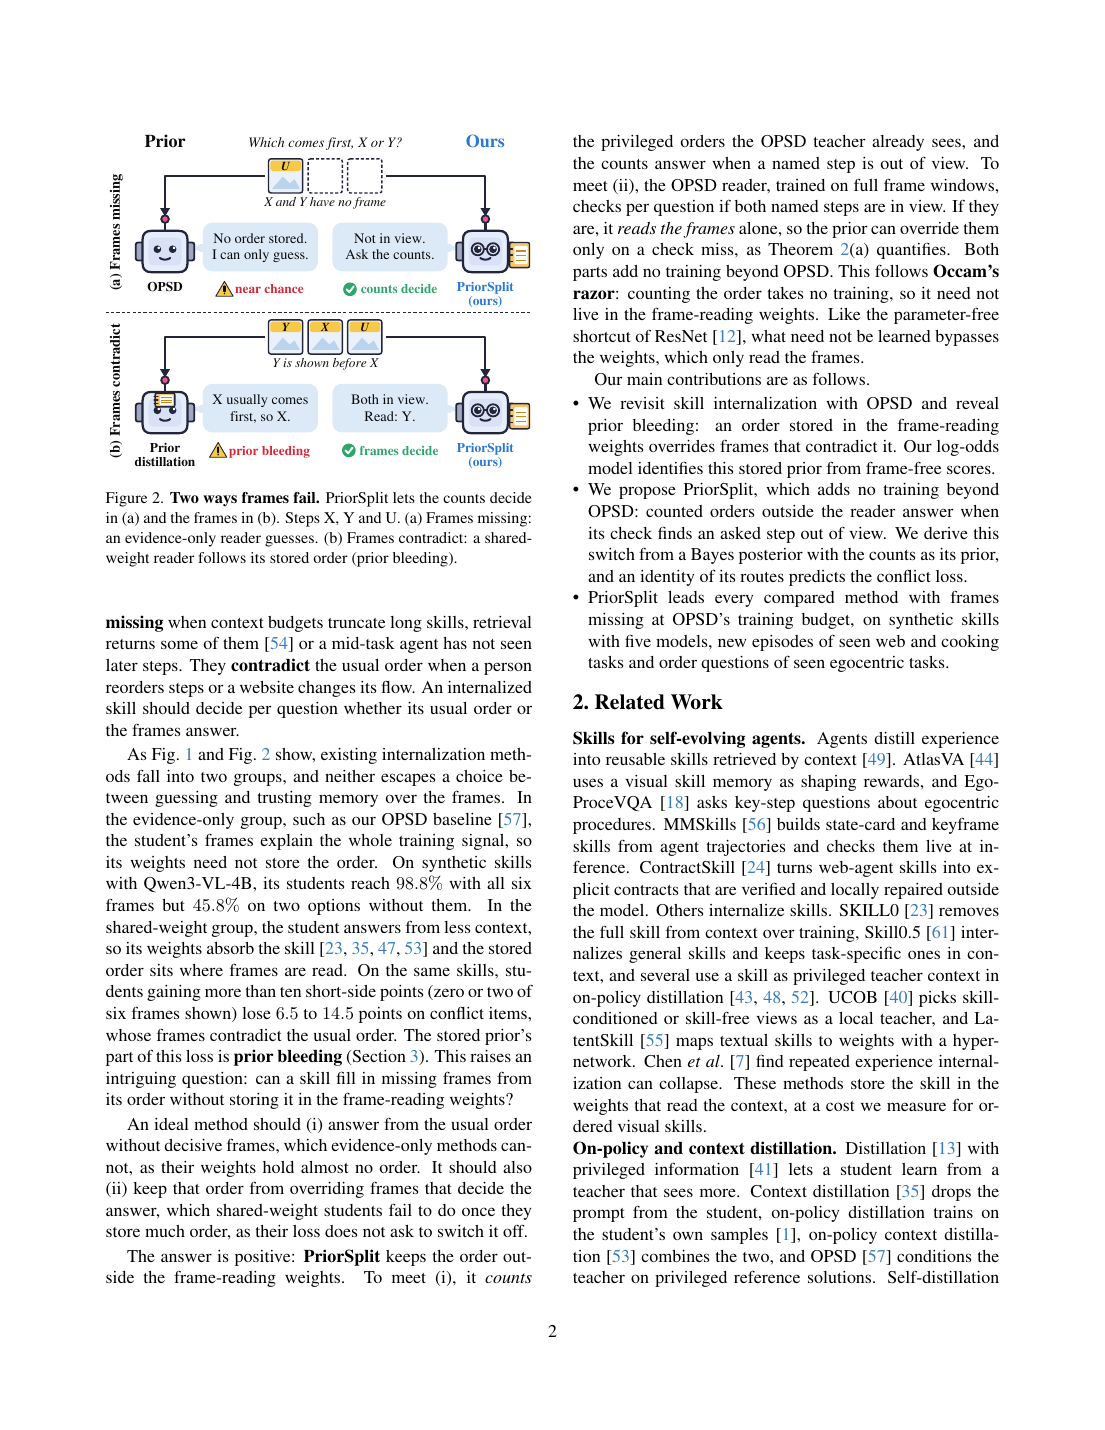 Prior
Which comes first, X or Y?
Ours
(a) Frames missing
U
X and Y have no frame
No order stored.
I can only guess.
Not in view.
Ask the counts.
OPSD
near chance
counts decide
PriorSplit
(ours)
(b) Frames contradict
Y
X
U
Y is shown before X
X usually comes
first, so X.
Both in view.
Read: Y.
Prior
distillation
prior bleeding
frames decide
PriorSplit
(ours)
Figure 2. Two ways frames fail. PriorSplit lets the counts decide
in (a) and the frames in (b). Steps X, Y and U. (a) Frames missing:
an evidence-only reader guesses. (b) Frames contradict: a shared-
weight reader follows its stored order (prior bleeding).
missing when context budgets truncate long skills, retrieval
returns some of them [54] or a mid-task agent has not seen
later steps. They contradict the usual order when a person
reorders steps or a website changes its flow. An internalized
skill should decide per question whether its usual order or
the frames answer.
As Fig. 1 and Fig. 2 show, existing internalization meth-
ods fall into two groups, and neither escapes a choice be-
tween guessing and trusting memory over the frames. In
the evidence-only group, such as our OPSD baseline [57],
the student's frames explain the whole training signal, so
its weights need not store the order. On synthetic skills
with Qwen3-VL-4B, its students reach 98.8% with all six
frames but 45.8% on two options without them. In the
shared-weight group, the student answers from less context,
so its weights absorb the skill [23, 35, 47, 53] and the stored
order sits where frames are read. On the same skills, stu-
dents gaining more than ten short-side points (zero or two of
six frames shown) lose 6.5 to 14.5 points on conflict items,
whose frames contradict the usual order. The stored prior's
part of this loss is prior bleeding (Section 3). This raises an
intriguing question: can a skill fill in missing frames from
its order without storing it in the frame-reading weights?
An ideal method should (i) answer from the usual order
without decisive frames, which evidence-only methods can-
not, as their weights hold almost no order. It should also
(ii) keep that order from overriding frames that decide the
answer, which shared-weight students fail to do once they
store much order, as their loss does not ask to switch it off.
The answer is positive: PriorSplit keeps the order out-
side the frame-reading weights. To meet (i), it counts
the privileged orders the OPSD teacher already sees, and
the counts answer when a named step is out of view. To
meet (ii), the OPSD reader, trained on full frame windows,
checks per question if both named steps are in view. If they
are, it reads the frames alone, so the prior can override them
only on a check miss, as Theorem 2(a) quantifies. Both
parts add no training beyond OPSD. This follows Occam's
razor: counting the order takes no training, so it need not
live in the frame-reading weights. Like the parameter-free
shortcut of ResNet [12], what need not be learned bypasses
the weights, which only read the frames.
Our main contributions are as follows.
• We revisit skill internalization with OPSD and reveal
prior bleeding: an order stored in the frame-reading
weights overrides frames that contradict it. Our log-odds
model identifies this stored prior from frame-free scores.
• We propose PriorSplit, which adds no training beyond
OPSD: counted orders outside the reader answer when
its check finds an asked step out of view. We derive this
switch from a Bayes posterior with the counts as its prior,
and an identity of its routes predicts the conflict loss.
• PriorSplit leads every compared method with frames
missing at OPSD's training budget, on synthetic skills
with five models, new episodes of seen web and cooking
tasks and order questions of seen egocentric tasks.
2. Related Work
Skills for self-evolving agents. Agents distill experience
into reusable skills retrieved by context [49]. AtlasVA [44]
uses a visual skill memory as shaping rewards, and Ego-
ProceVQA [18] asks key-step questions about egocentric
procedures. MMSkills [56] builds state-card and keyframe
skills from agent trajectories and checks them live at in-
ference. ContractSkill [24] turns web-agent skills into ex-
plicit contracts that are verified and locally repaired outside
the model. Others internalize skills. SKILL0 [23] removes
the full skill from context over training, Skill0.5 [61] inter-
nalizes general skills and keeps task-specific ones in con-
text, and several use a skill as privileged teacher context in
on-policy distillation [43, 48, 52]. UCOB [40] picks skill-
conditioned or skill-free views as a local teacher, and La-
tentSkill [55] maps textual skills to weights with a hyper-
network. Chen et al. [7] find repeated experience internal-
ization can collapse. These methods store the skill in the
weights that read the context, at a cost we measure for or-
dered visual skills.
On-policy and context distillation. Distillation [13] with
privileged information [41] lets a student learn from a
teacher that sees more. Context distillation [35] drops the
prompt from the student, on-policy distillation trains on
the student's own samples [1], on-policy context distilla-
tion [53] combines the two, and OPSD [57] conditions the
teacher on privileged reference solutions. Self-distillation
2